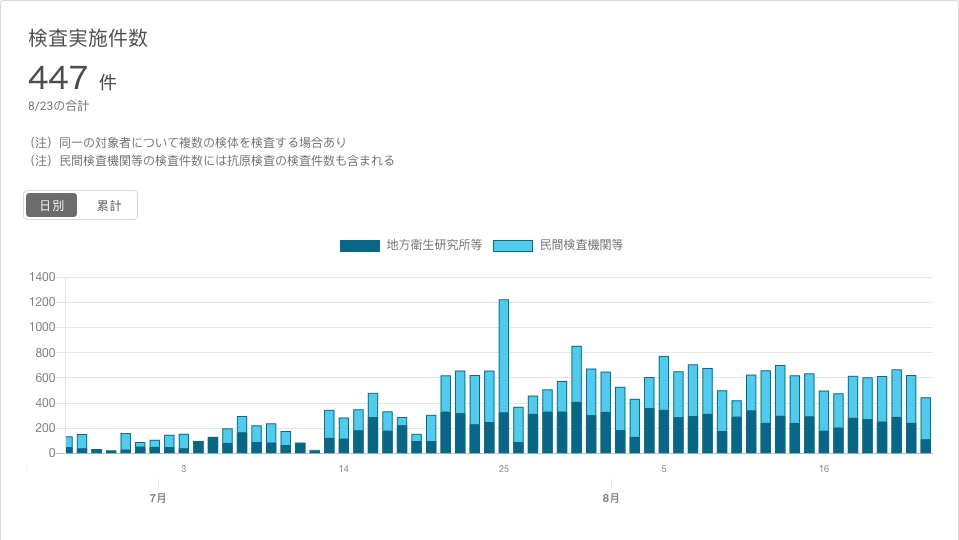 検査実施件数
447 件
8/23の合計
（注）同一の対象者について複数の検体を検査する場合あり
（注）民間検査機関等の検査件数には抗原検査の検査件数も含まれる
日別 累計
地方衛生研究所等 民間検査機関等
1400
1200
1000
800
600
400
200
0
3 14 25 5 16
7月 8月